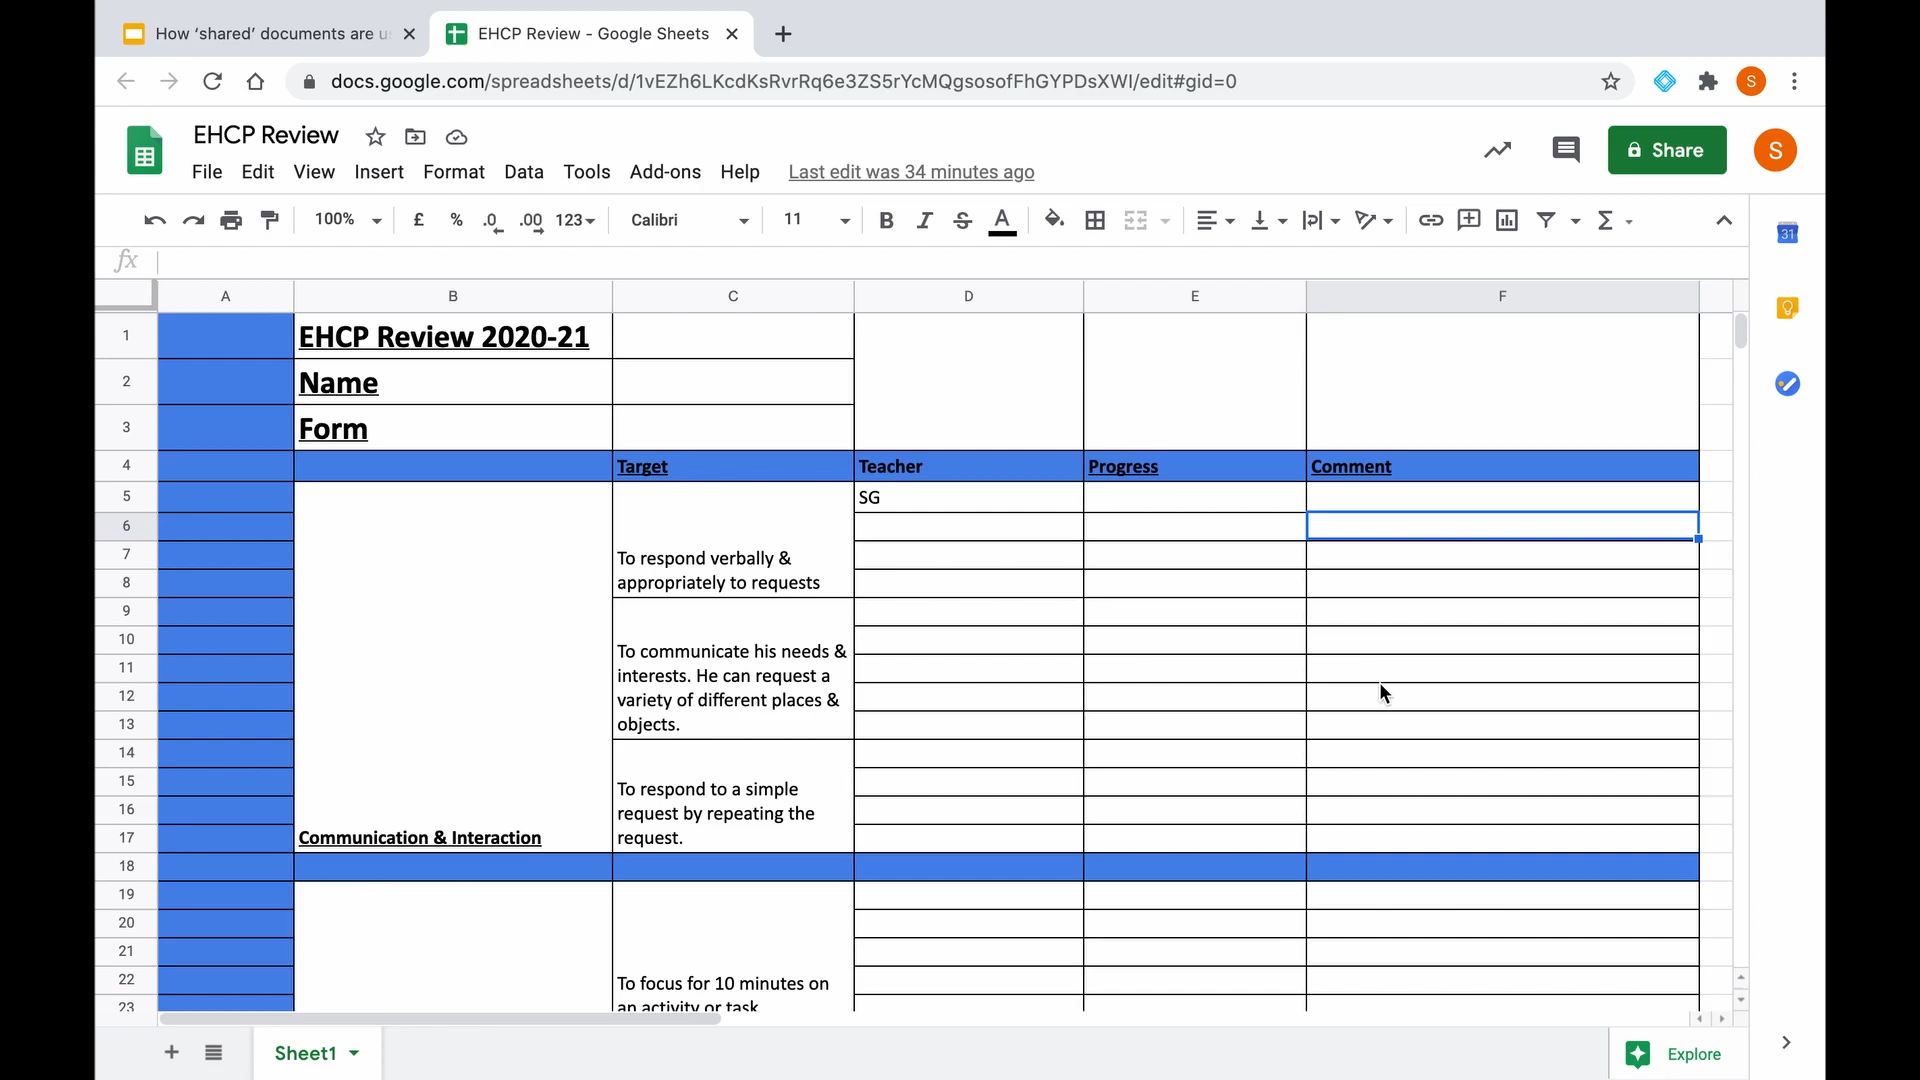 How ‘shared’ documents are u
EHCP Review - Google Sheets
docs.google.com/spreadsheets/d/1vEZh6LKcdKsRvrRq6e3ZS5rYcMQgsosofFhGYPDsXWI/edit#gid=0
S
EHCP Review
File Edit View Insert Format Data Tools Add-ons Help Last edit was 34 minutes ago
Share
S
100% £ % .0 .00 123 Calibri 11 B I S A
31
fx
A B C D E F
1 EHCP Review 2020-21
2 Name
3 Form
4 Target Teacher Progress Comment
5 SG
6
7 To respond verbally &
8 appropriately to requests
9
10 To communicate his needs &
11 interests. He can request a
12 variety of different places &
13 objects.
14
15 To respond to a simple
16 request by repeating the
17 Communication & Interaction request.
18
19
20
21
22 To focus for 10 minutes on
23 an activity or task
Sheet1
Explore